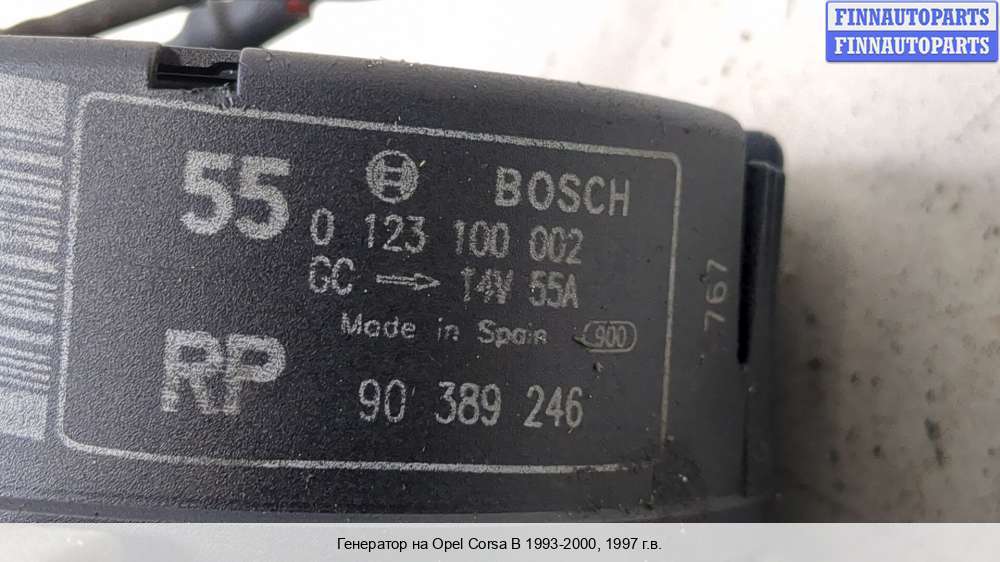 FINNAUTOPARTS
FINNAUTOPARTS
55 BOSCH
0 123 100 002
GC → 14V 55A
Made in Spain 900
767
RP
90 389 246
Генератор на Opel Corsa B 1993-2000, 1997 г.в.